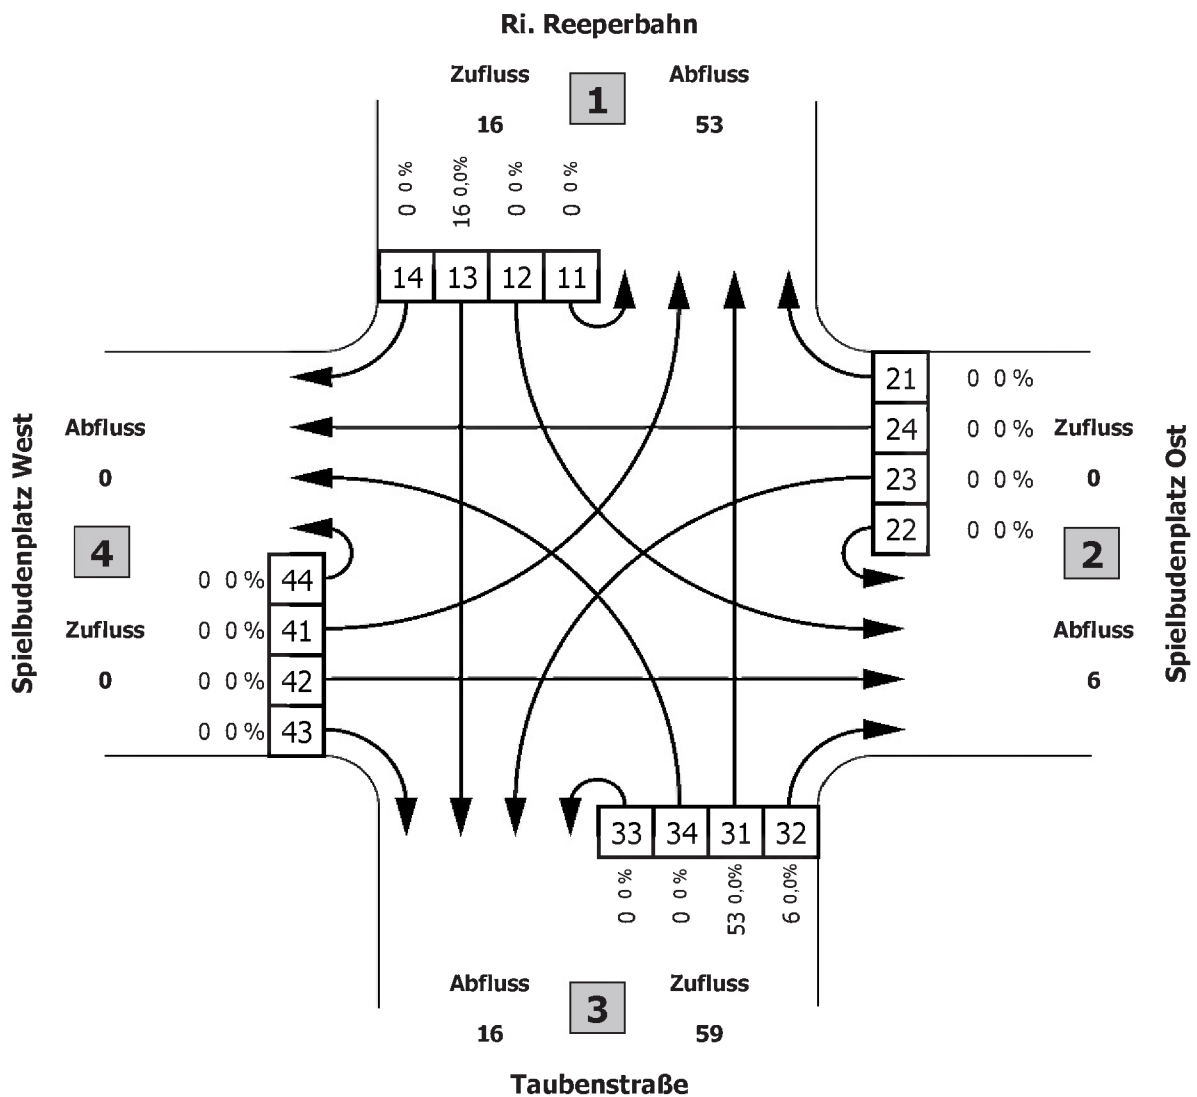 Ri. Reeperbahn
Zufluss
1
Abfluss
16
53
0 0 %
16 0,0%
0 0 %
0 0 %
14 13 12 11
21 0 0 %
24 0 0 %
23 0 0 %
22 0 0 %
Zufluss
0
2
Abfluss
6
Spielbudenplatz Ost
Spielbudenplatz West
Abfluss
0
4
Zufluss
0
0 0 % 44
0 0 % 41
0 0 % 42
0 0 % 43
33 34 31 32
0 0 %
0 0 %
53 0,0%
6 0,0%
Abfluss
3
Zufluss
16
59
Taubenstraße